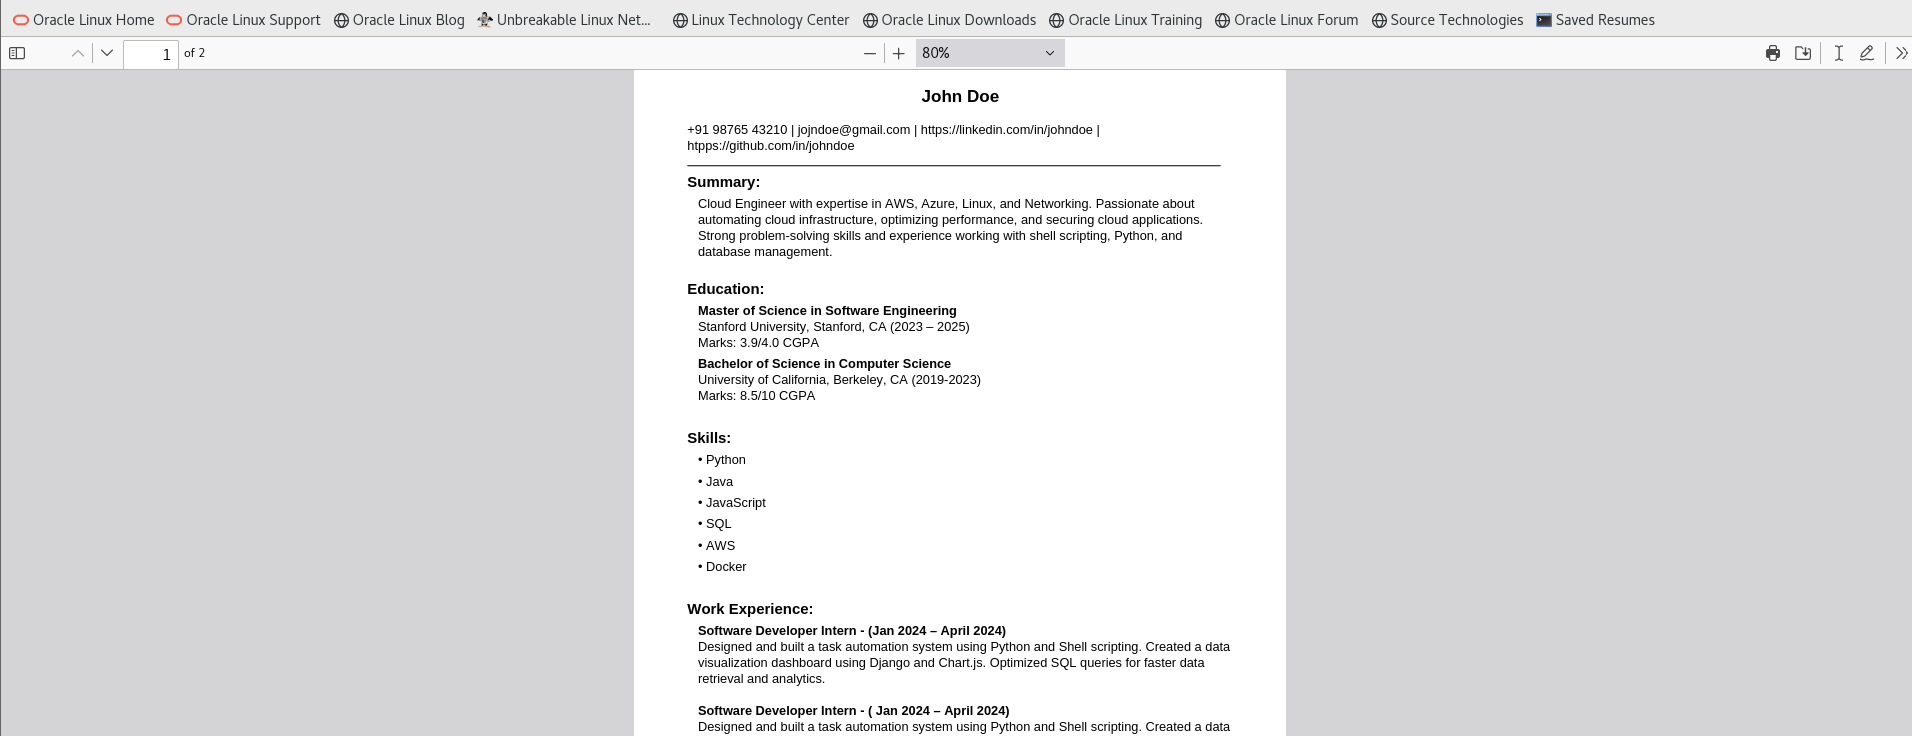 Oracle Linux Home Oracle Linux Support Oracle Linux Blog Unbreakable Linux Net... Linux Technology Center Oracle Linux Downloads Oracle Linux Training Oracle Linux Forum Source Technologies Saved Resumes
1 of 2 80%
John Doe
+91 98765 43210 | jojndoe@gmail.com | https://linkedin.com/in/johndoe |
htpps://github.com/in/johndoe
Summary:
Cloud Engineer with expertise in AWS, Azure, Linux, and Networking. Passionate about
automating cloud infrastructure, optimizing performance, and securing cloud applications.
Strong problem-solving skills and experience working with shell scripting, Python, and
database management.
Education:
Master of Science in Software Engineering
Stanford University, Stanford, CA (2023 – 2025)
Marks: 3.9/4.0 CGPA
Bachelor of Science in Computer Science
University of California, Berkeley, CA (2019-2023)
Marks: 8.5/10 CGPA
Skills:
• Python
• Java
• JavaScript
• SQL
• AWS
• Docker
Work Experience:
Software Developer Intern - (Jan 2024 – April 2024)
Designed and built a task automation system using Python and Shell scripting. Created a data
visualization dashboard using Django and Chart.js. Optimized SQL queries for faster data
retrieval and analytics.
Software Developer Intern - ( Jan 2024 – April 2024)
Designed and built a task automation system using Python and Shell scripting. Created a data